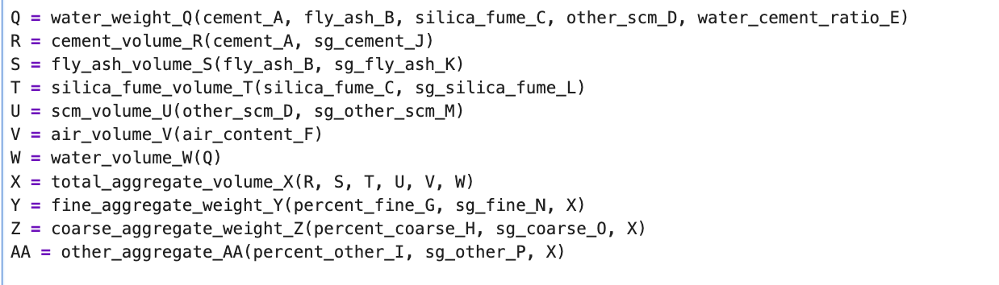 Q = water_weight_Q(cement_A, fly_ash_B, silica_fume_C, other_scm_D, water_cement_ratio_E)
R = cement_volume_R(cement_A, sg_cement_J)
S = fly_ash_volume_S(fly_ash_B, sg_fly_ash_K)
T = silica_fume_volume_T(silica_fume_C, sg_silica_fume_L)
U = scm_volume_U(other_scm_D, sg_other_scm_M)
V = air_volume_V(air_content_F)
W = water_volume_W(Q)
X = total_aggregate_volume_X(R, S, T, U, V, W)
Y = fine_aggregate_weight_Y(percent_fine_G, sg_fine_N, X)
Z = coarse_aggregate_weight_Z(percent_coarse_H, sg_coarse_O, X)
AA = other_aggregate_AA(percent_other_I, sg_other_P, X)